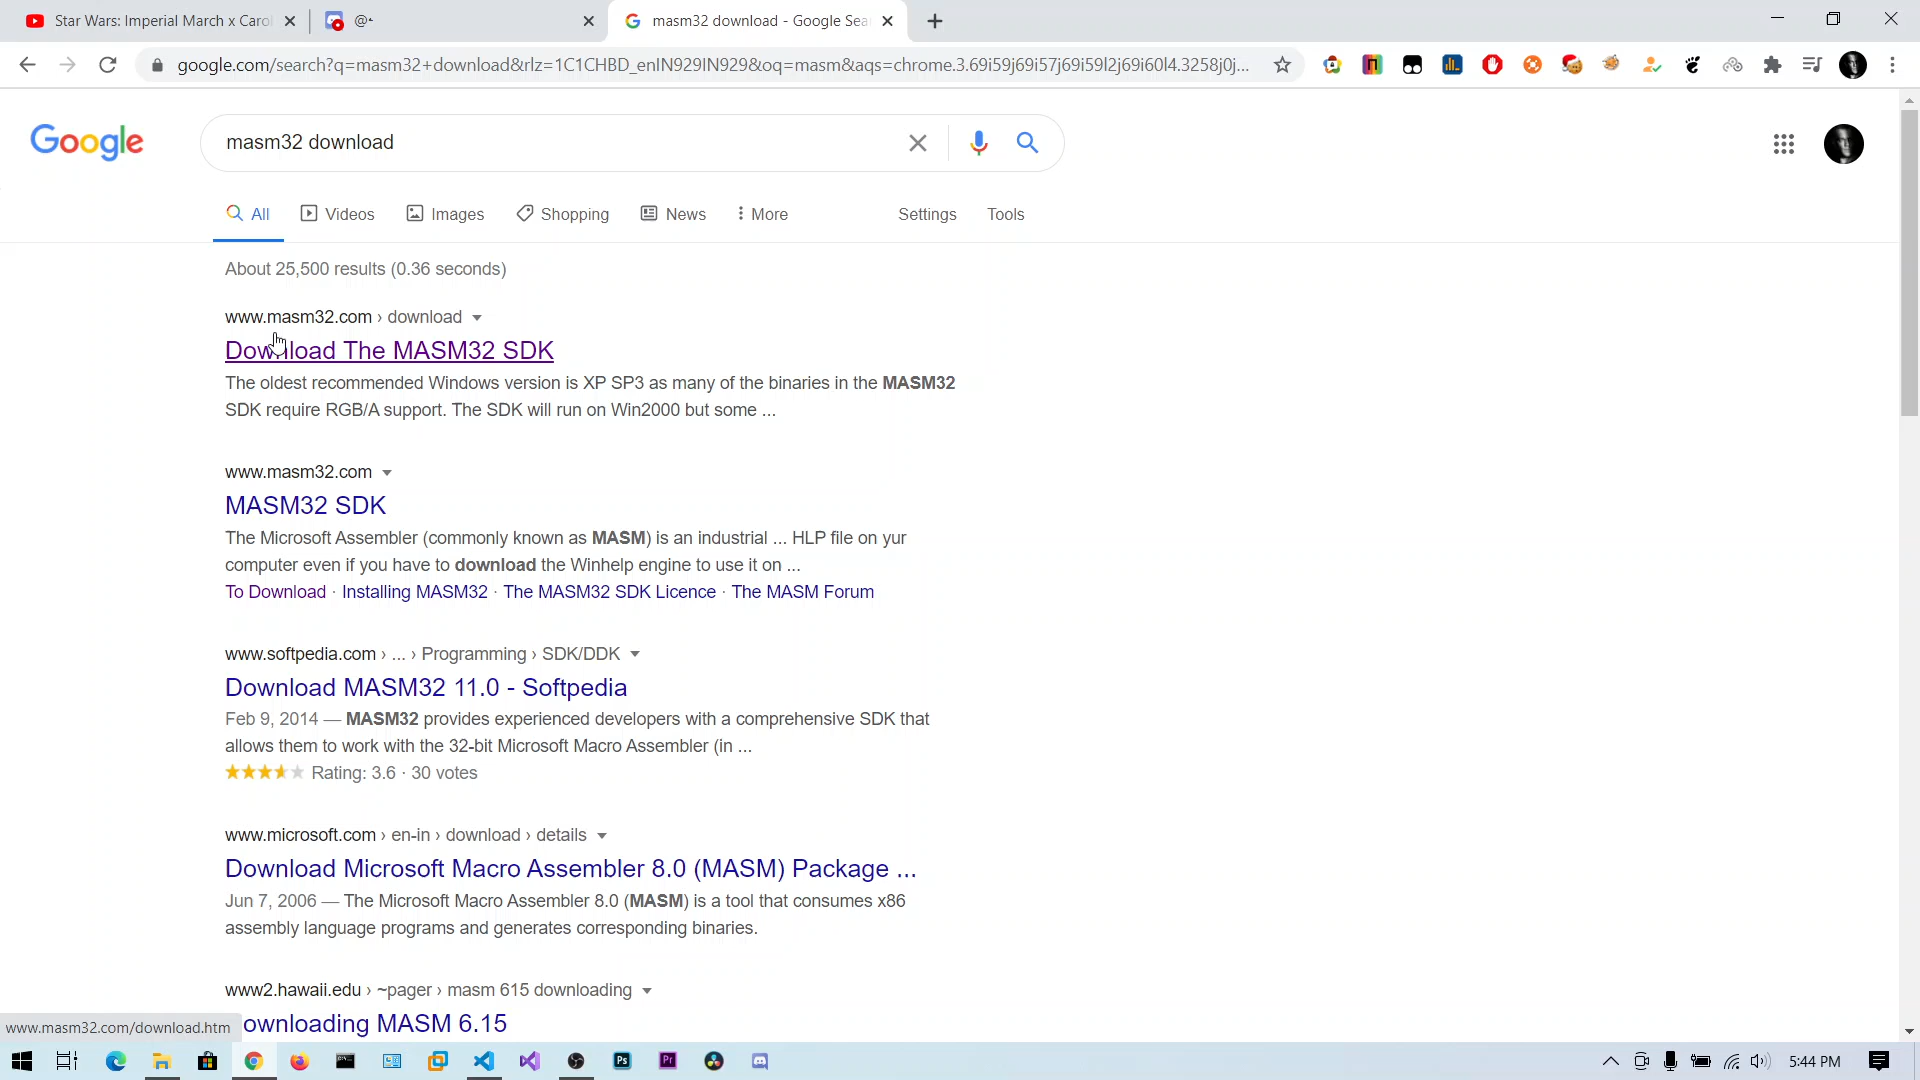 Star Wars: Imperial March x Carol
@
masm32 download - Google Sea
google.com/search?q=masm32+download&rlz=1C1CHBD_enIN929IN929&oq=masm&aqs=chrome.3.69i59j69i57j69i59l2j69i60l4.3258j0j...
Google
masm32 download
All
Videos
Images
Shopping
News
More
Settings
Tools
About 25,500 results (0.36 seconds)
www.masm32.com › download
Download The MASM32 SDK
The oldest recommended Windows version is XP SP3 as many of the binaries in the MASM32
SDK require RGB/A support. The SDK will run on Win2000 but some ...
www.masm32.com
MASM32 SDK
The Microsoft Assembler (commonly known as MASM) is an industrial ... HLP file on yur
computer even if you have to download the Winhelp engine to use it on ...
To Download · Installing MASM32 · The MASM32 SDK Licence · The MASM Forum
www.softpedia.com › ... › Programming › SDK/DDK
Download MASM32 11.0 - Softpedia
Feb 9, 2014 — MASM32 provides experienced developers with a comprehensive SDK that
allows them to work with the 32-bit Microsoft Macro Assembler (in ...
Rating: 3.6 · 30 votes
www.microsoft.com › en-in › download › details
Download Microsoft Macro Assembler 8.0 (MASM) Package ...
Jun 7, 2006 — The Microsoft Macro Assembler 8.0 (MASM) is a tool that consumes x86
assembly language programs and generates corresponding binaries.
www2.hawaii.edu › ~pager › masm 615 downloading
ownloading MASM 6.15
www.masm32.com/download.htm
Ps
Pr
5:44 PM